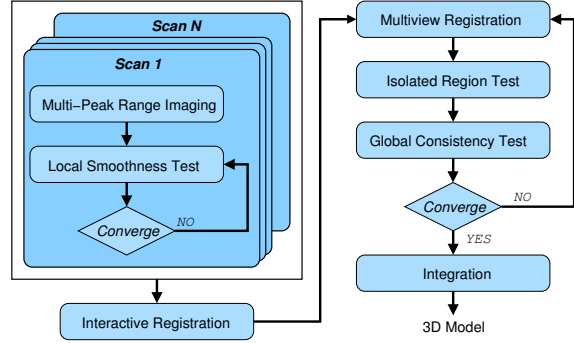 Scan N
Scan 1
Multi−Peak Range Imaging
Local Smoothness Test
Converge
NO
Interactive Registration
Multiview Registration
Isolated Region Test
Global Consistency Test
Converge
NO
YES
Integration
3D Model